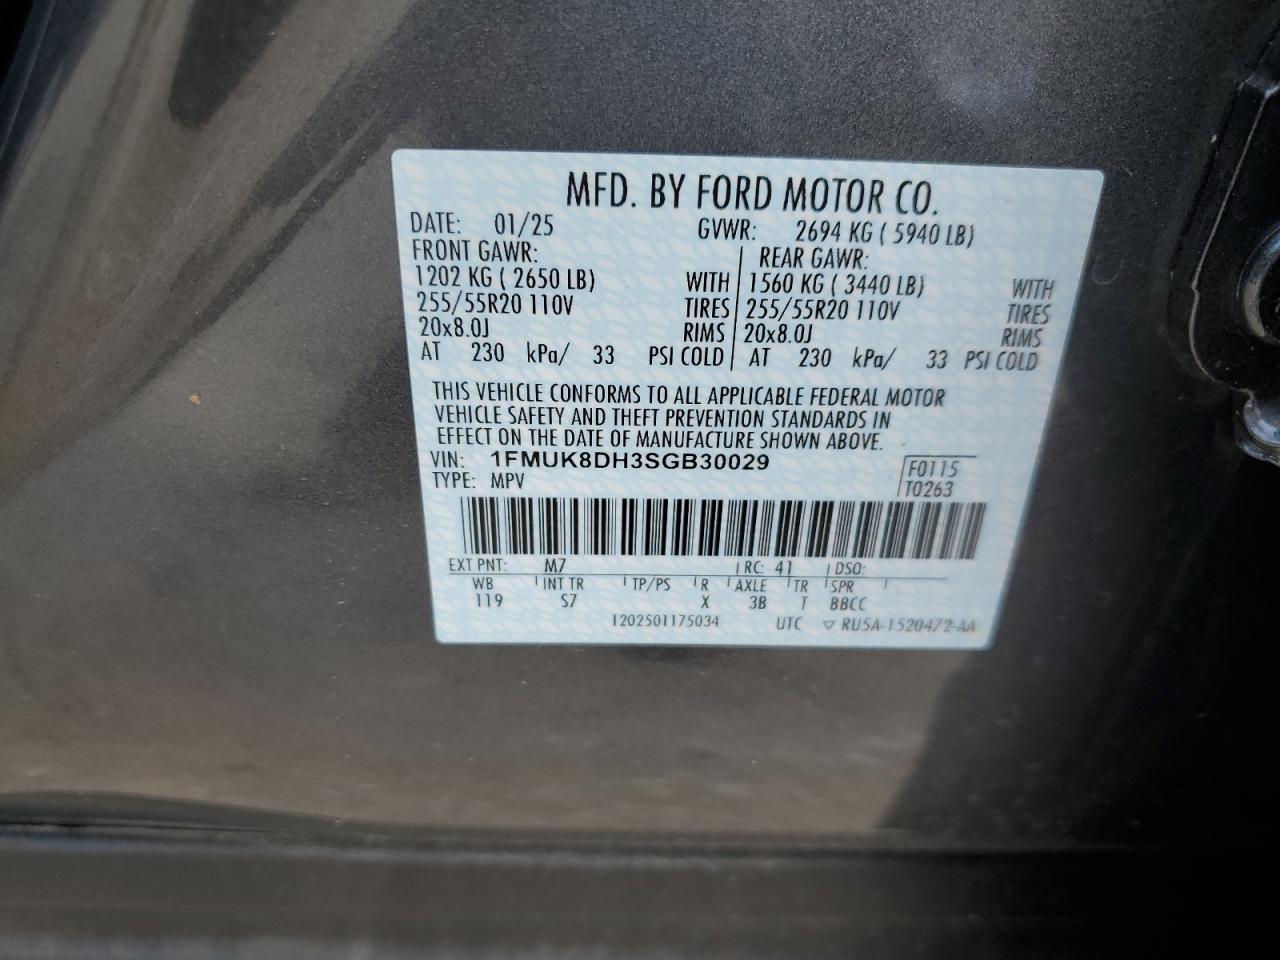 MFD. BY FORD MOTOR CO.
DATE: 01/25 GVWR: 2694 KG ( 5940 LB)
FRONT GAWR: REAR GAWR:
1202 KG ( 2650 LB) WITH 1560 KG ( 3440 LB) WITH
255/55R20 110V TIRES 255/55R20 110V TIRES
20x8.0J RIMS 20x8.0J RIMS
AT 230 kPa/ 33 PSI COLD AT 230 kPa/ 33 PSI COLD
THIS VEHICLE CONFORMS TO ALL APPLICABLE FEDERAL MOTOR
VEHICLE SAFETY AND THEFT PREVENTION STANDARDS IN
EFFECT ON THE DATE OF MANUFACTURE SHOWN ABOVE.
VIN: 1FMUK8DH3SGB30029 F0115
TYPE: MPV T0263
EXT PNT: M7 RC: 41 DSO:
WB INT TR TP/PS R AXLE TR SPR
119 S7 X 3B T BBCC
1202501175034 UTC ▽ RU5A-1520472-AA